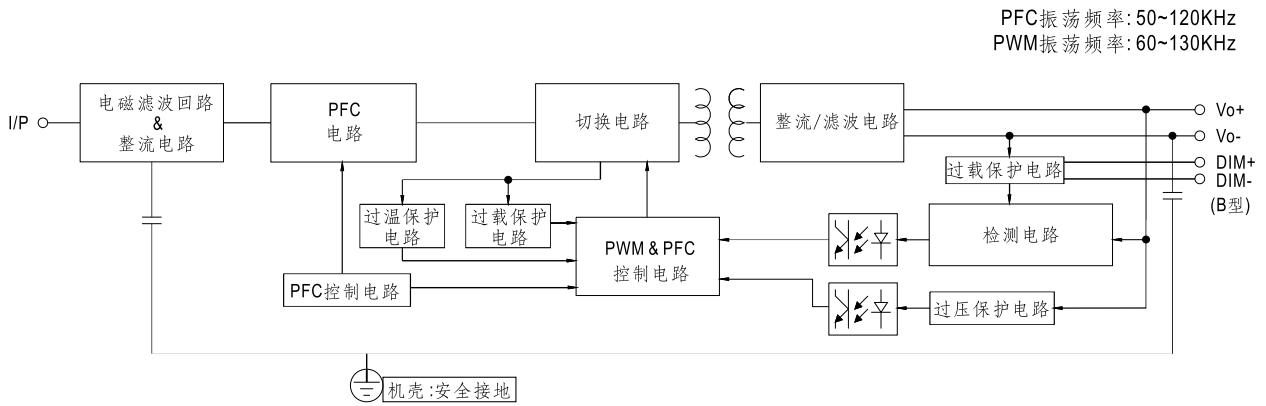 PFC振荡频率: 50~120KHz
PWM振荡频率: 60~130KHz
I/P
电磁滤波回路
&
整流电路
PFC
电路
切换电路
整流/滤波电路
Vo+
Vo-
DIM+
DIM-
(B型)
过载保护电路
过温保护
电路
过载保护
电路
PWM & PFC
控制电路
检测电路
PFC控制电路
过压保护电路
机壳:安全接地